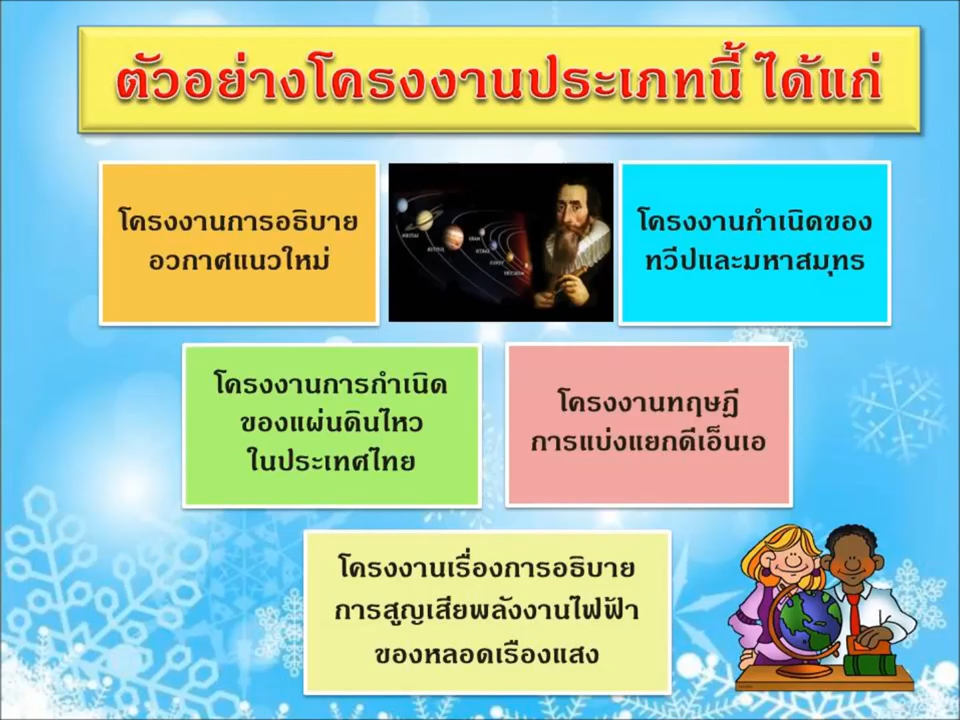 ตัวอย่างโครงงานประเภทนี้ ได้แก่
โครงงานการอธิบาย
อวกาศแนวใหม่
โครงงานกำเนิดของ
ทวีปและมหาสมุทร
โครงงานการกำเนิด
ของแผ่นดินไหว
ในประเทศไทย
โครงงานทฤษฎี
การแบ่งแยกดีเอ็นเอ
โครงงานเรื่องการอธิบาย
การสูญเสียพลังงานไฟฟ้า
ของหลอดเรืองแสง